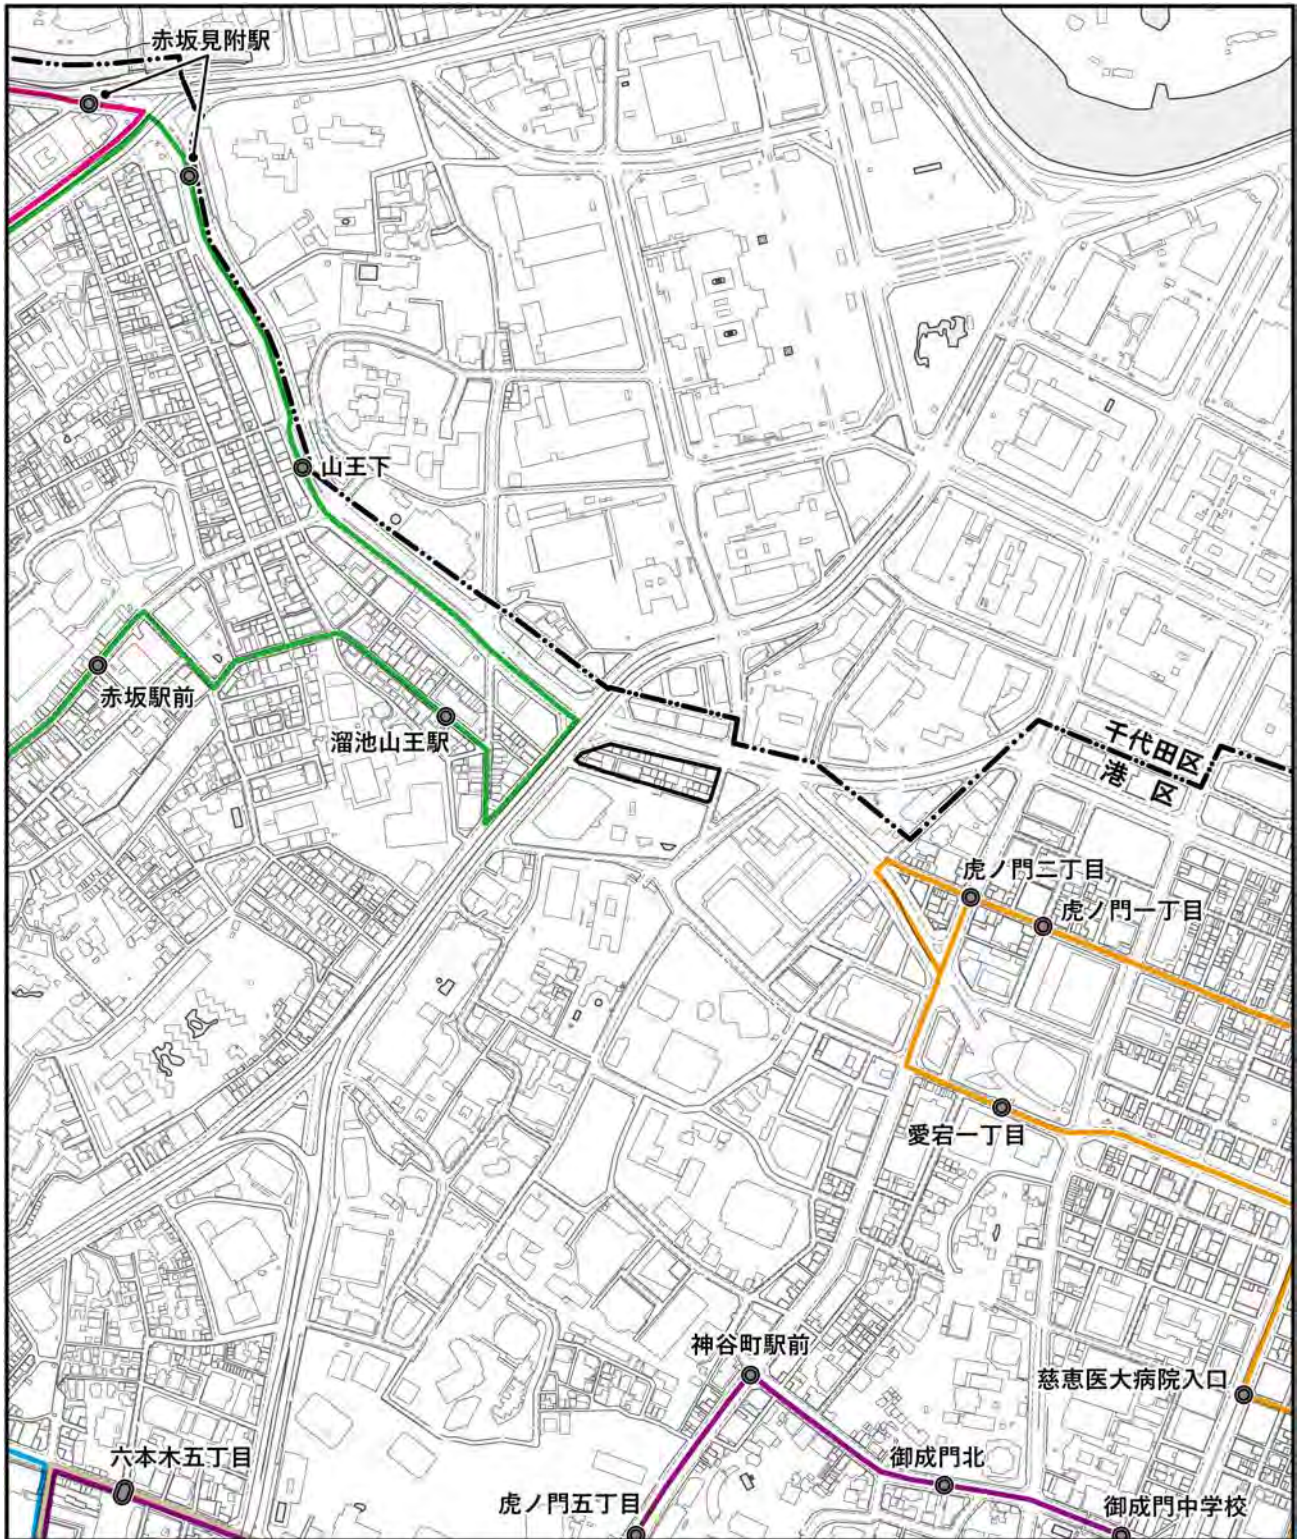 赤坂見附駅
山王下
赤坂駅前
溜池山王駅
千代田区
港区
虎ノ門二丁目
虎ノ門一丁目
愛宕一丁目
神谷町駅前
慈恵医大病院入口
六本木五丁目
御成門北
虎ノ門五丁目
御成門中学校